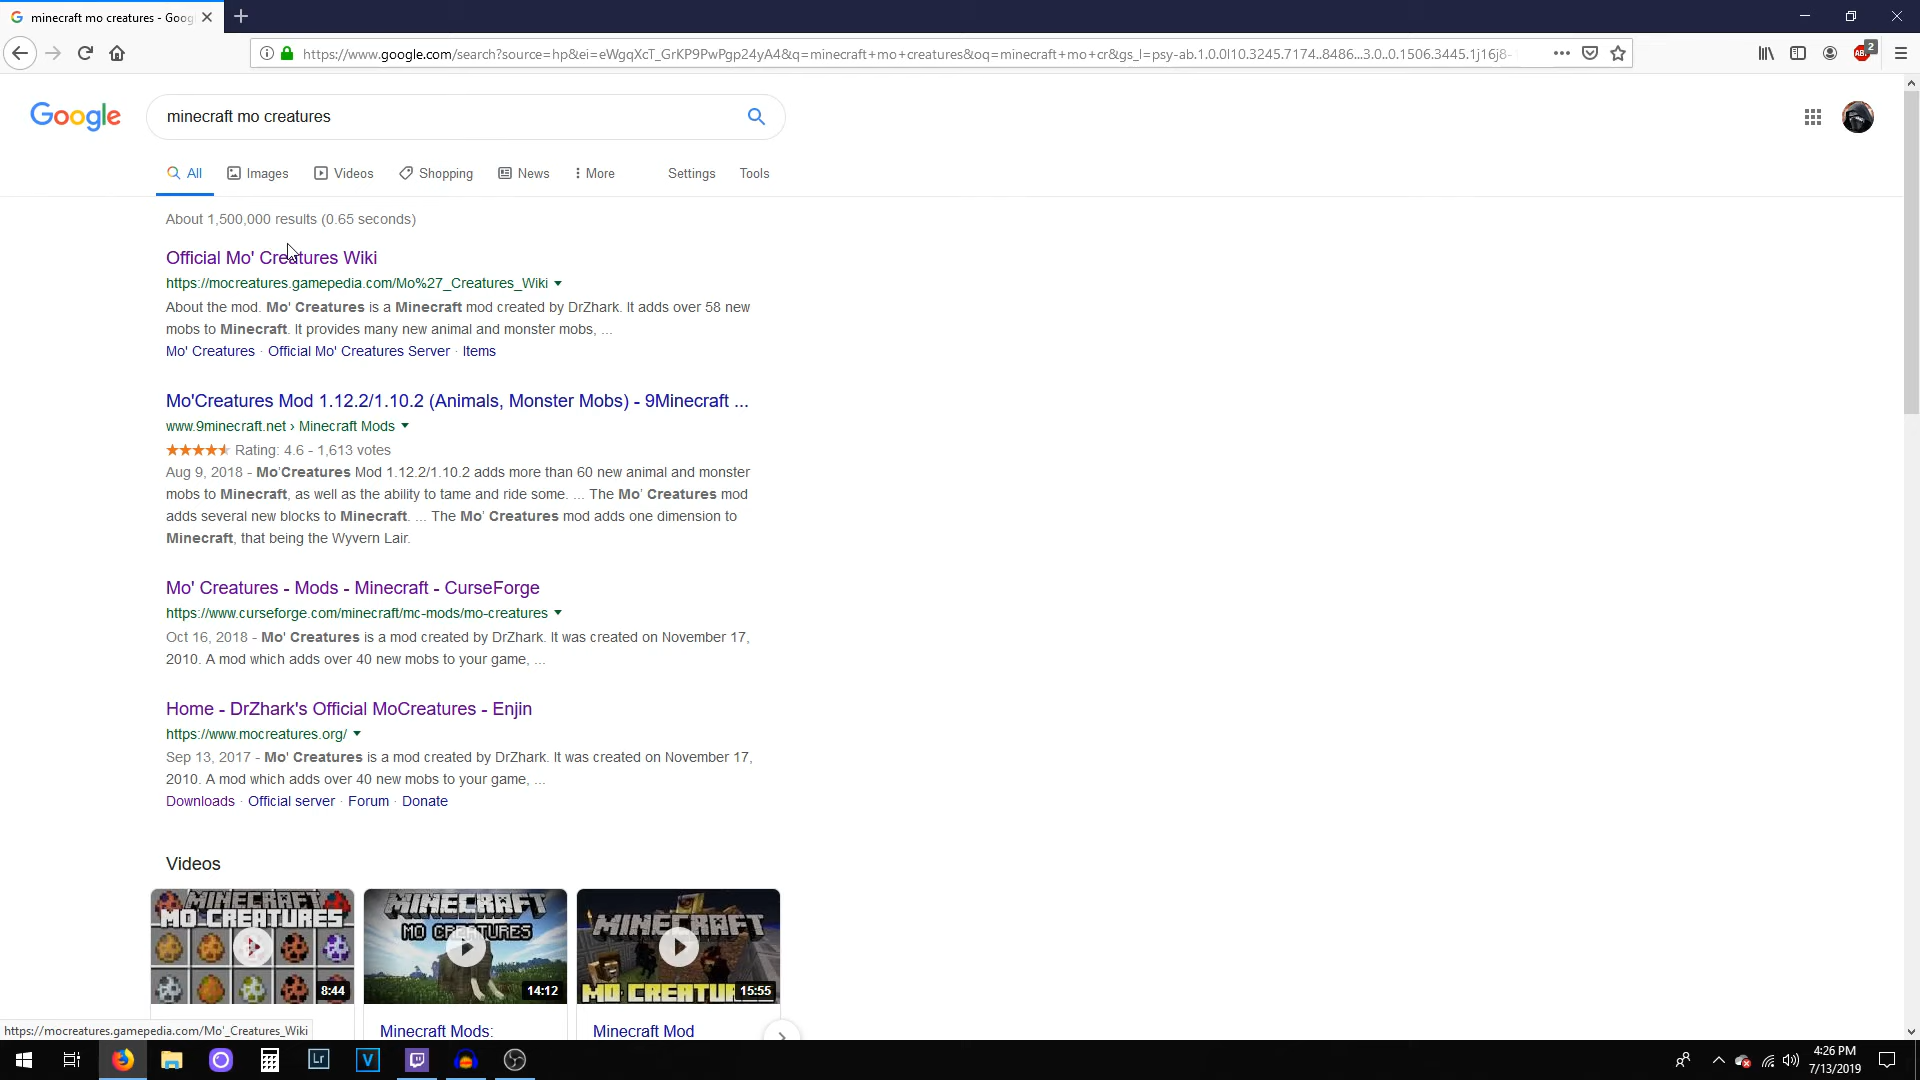 minecraft mo creatures - Goog
https://www.google.com/search?source=hp&ei=eWgqXcT_GrKP9PwPgp24yA4&q=minecraft+mo+creatures&oq=minecraft+mo+cr&gs_l=psy-ab.1.0.0l10.3245.7174..8486...3.0..0.1506.3445.1j16j8-
2
Google
minecraft mo creatures
All
Images
Videos
Shopping
News
More
Settings
Tools
About 1,500,000 results (0.65 seconds)
Official Mo' Creatures Wiki
https://mocreatures.gamepedia.com/Mo%27_Creatures_Wiki
About the mod. Mo' Creatures is a Minecraft mod created by DrZhark. It adds over 58 new
mobs to Minecraft. It provides many new animal and monster mobs, ...
Mo' Creatures · Official Mo' Creatures Server · Items
Mo'Creatures Mod 1.12.2/1.10.2 (Animals, Monster Mobs) - 9Minecraft ...
www.9minecraft.net › Minecraft Mods
Rating: 4.6 - 1,613 votes
Aug 9, 2018 - Mo'Creatures Mod 1.12.2/1.10.2 adds more than 60 new animal and monster
mobs to Minecraft, as well as the ability to tame and ride some. ... The Mo' Creatures mod
adds several new blocks to Minecraft. ... The Mo' Creatures mod adds one dimension to
Minecraft, that being the Wyvern Lair.
Mo' Creatures - Mods - Minecraft - CurseForge
https://www.curseforge.com/minecraft/mc-mods/mo-creatures
Oct 16, 2018 - Mo' Creatures is a mod created by DrZhark. It was created on November 17,
2010. A mod which adds over 40 new mobs to your game, ...
Home - DrZhark's Official MoCreatures - Enjin
https://www.mocreatures.org/
Sep 13, 2017 - Mo' Creatures is a mod created by DrZhark. It was created on November 17,
2010. A mod which adds over 40 new mobs to your game, ...
Downloads · Official server · Forum · Donate
Videos
MINECRAFT
MO CREATURES
8:44
MINECRAFT
MO CREATURES
14:12
MINECRAFT
MO CREATU
15:55
Minecraft Mods:
Minecraft Mod
https://mocreatures.gamepedia.com/Mo'_Creatures_Wiki
Lr
V
4:26 PM
7/13/2019